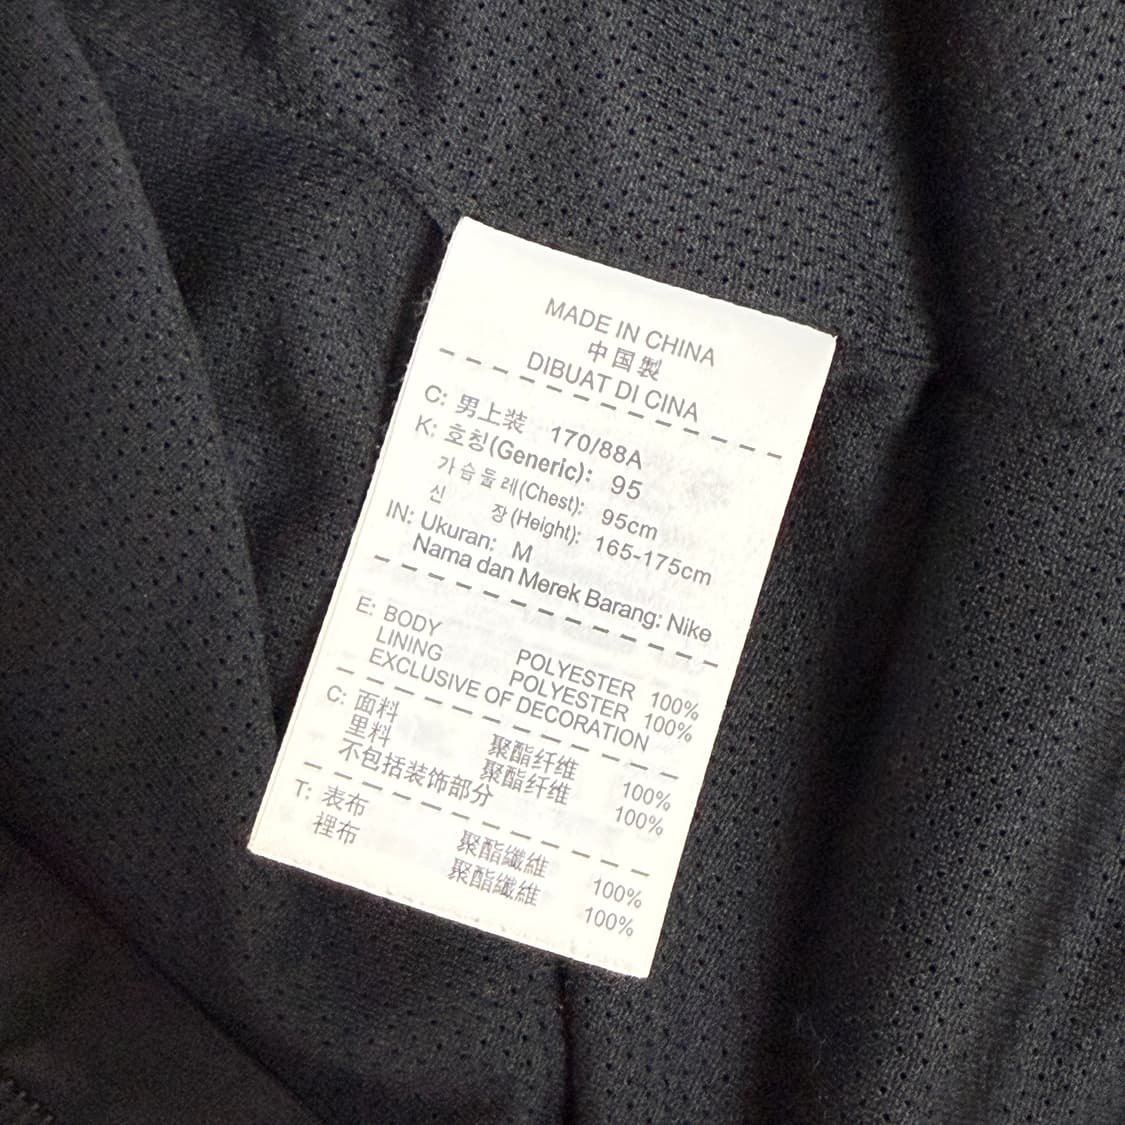 MADE IN CHINA
中国製
DIBUAT DI CINA
C: 男上装 170/88A
K: 호칭(Generic): 95
가슴둘레(Chest): 95cm
신 장(Height): 165-175cm
IN: Ukuran: M
Nama dan Merek Barang: Nike
E: BODY POLYESTER 100%
LINING POLYESTER 100%
EXCLUSIVE OF DECORATION
C: 面料 聚酯纤维 100%
里料 聚酯纤维 100%
不包括装饰部分
T: 表布 聚酯纖維 100%
裡布 聚酯纖維 100%